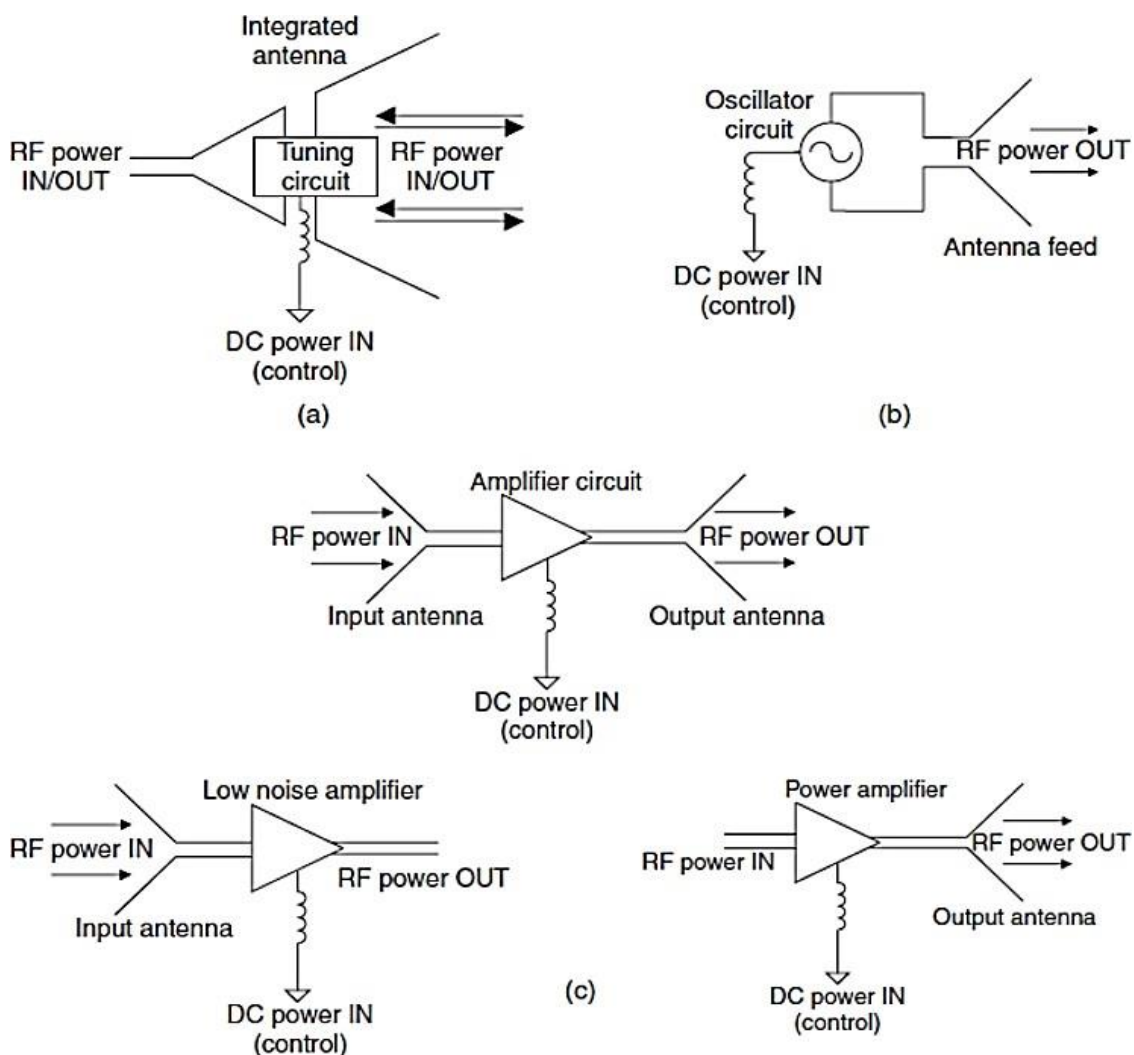 Integrated
antenna
RF power
IN/OUT
Tuning
circuit
RF power
IN/OUT
DC power IN
(control)
(a)
Oscillator
circuit
RF power OUT
Antenna feed
DC power IN
(control)
(b)
Amplifier circuit
RF power IN
RF power OUT
Input antenna
Output antenna
DC power IN
(control)
Low noise amplifier
RF power IN
RF power OUT
Input antenna
DC power IN
(control)
Power amplifier
RF power IN
RF power OUT
Output antenna
DC power IN
(control)
(c)